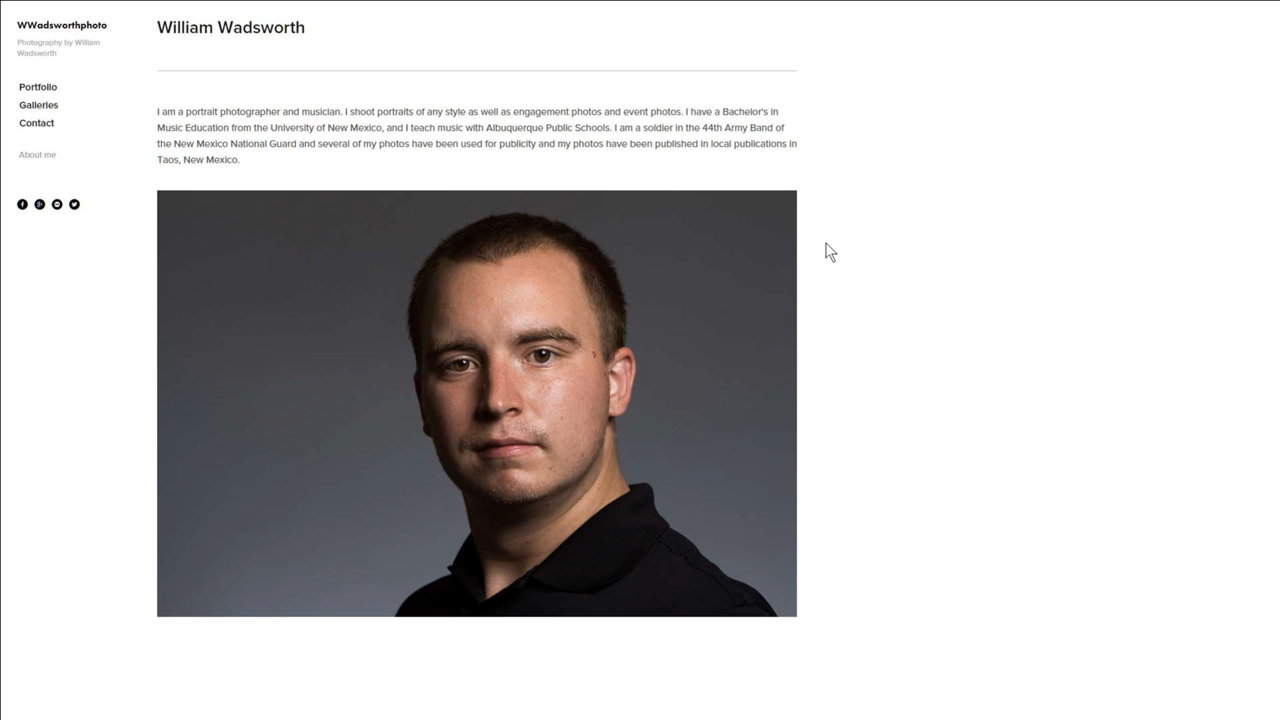 WWadsworthphoto
Photography by William
Wadsworth
Portfolio
Galleries
Contact
About me
William Wadsworth
I am a portrait photographer and musician. I shoot portraits of any style as well as engagement photos and event photos. I have a Bachelor's in
Music Education from the University of New Mexico, and I teach music with Albuquerque Public Schools. I am a soldier in the 44th Army Band of
the New Mexico National Guard and several of my photos have been used for publicity and my photos have been published in local publications in
Taos, New Mexico.